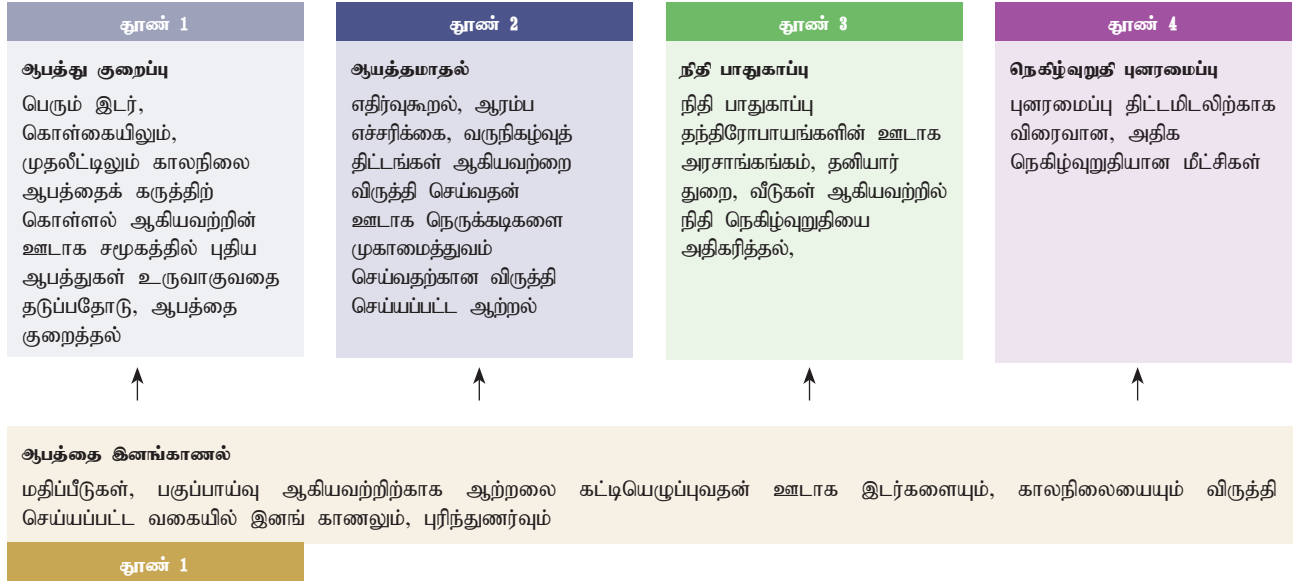 தூண் 1
ஆபத்து குறைப்பு
பெரும் இடர்,
கொள்கையிலும்,
முதலீட்டிலும் காலநிலை
ஆபத்தைக் கருத்திற்
கொள்ளல் ஆகியவற்றின்
ஊடாக சமூகத்தில் புதிய
ஆபத்துகள் உருவாகுவதை
தடுப்பதோடு, ஆபத்தை
குறைத்தல்
தூண் 2
ஆயத்தமாதல்
எதிர்வுகூறல், ஆரம்ப
எச்சரிக்கை, வருநிகழ்வுத்
திட்டங்கள் ஆகியவற்றை
விருத்தி செய்வதன்
ஊடாக நெருக்கடிகளை
முகாமைத்துவம்
செய்வதற்கான விருத்தி
செய்யப்பட்ட ஆற்றல்
தூண் 3
நிதி பாதுகாப்பு
நிதி பாதுகாப்பு
தந்திரோபாயங்களின் ஊடாக
அரசாங்கங்கம், தனியார்
துறை, வீடுகள் ஆகியவற்றில்
நிதி நெகிழ்வுறுதியை
அதிகரித்தல்,
தூண் 4
நெகிழ்வுறுதி புனரமைப்பு
புனரமைப்பு திட்டமிடலிற்காக
விரைவான, அதிக
நெகிழ்வுறுதியான மீட்சிகள்
ஆபத்தை இனங்காணல்
மதிப்பீடுகள், பகுப்பாய்வு ஆகியவற்றிற்காக ஆற்றலை கட்டியெழுப்புவதன் ஊடாக இடர்களையும், காலநிலையையும் விருத்தி
செய்யப்பட்ட வகையில் இனங் காணலும், புரிந்துணர்வும்
தூண் 1